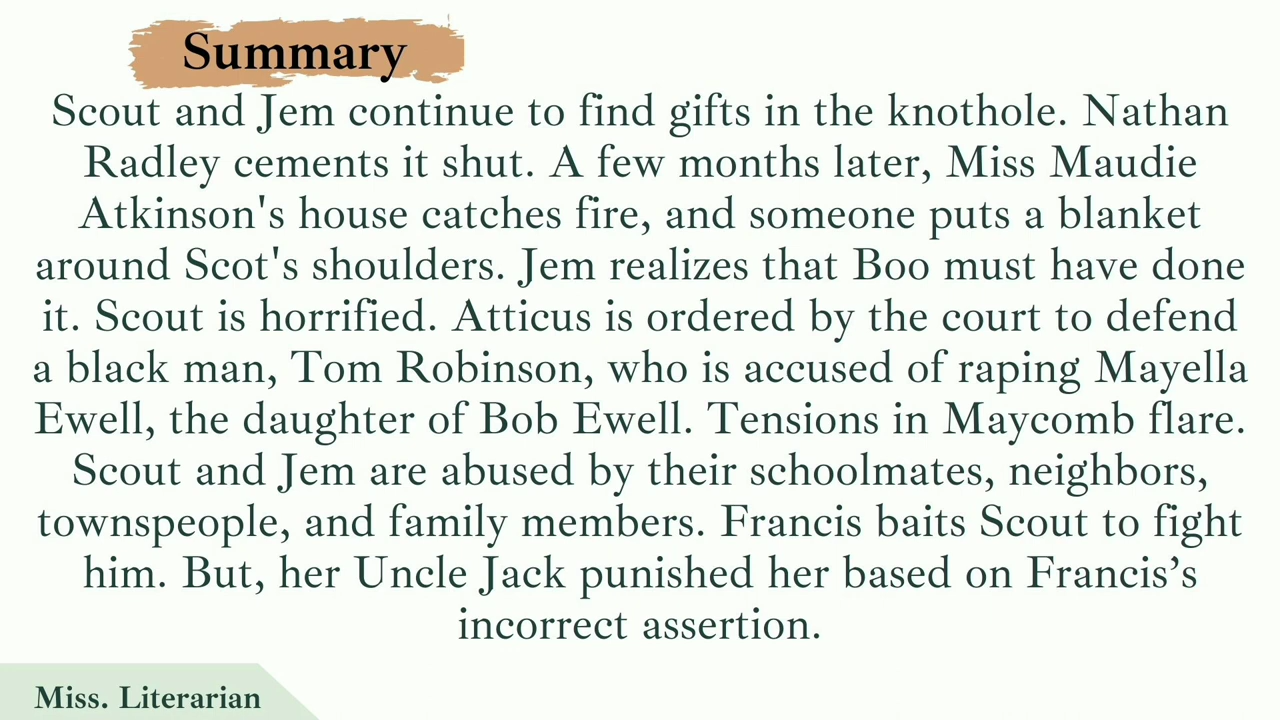 Summary
Scout and Jem continue to find gifts in the knothole. Nathan
Radley cements it shut. A few months later, Miss Maudie
Atkinson's house catches fire, and someone puts a blanket
around Scot's shoulders. Jem realizes that Boo must have done
it. Scout is horrified. Atticus is ordered by the court to defend
a black man, Tom Robinson, who is accused of raping Mayella
Ewell, the daughter of Bob Ewell. Tensions in Maycomb flare.
Scout and Jem are abused by their schoolmates, neighbors,
townspeople, and family members. Francis baits Scout to fight
him. But, her Uncle Jack punished her based on Francis’s
incorrect assertion.
Miss. Literarian